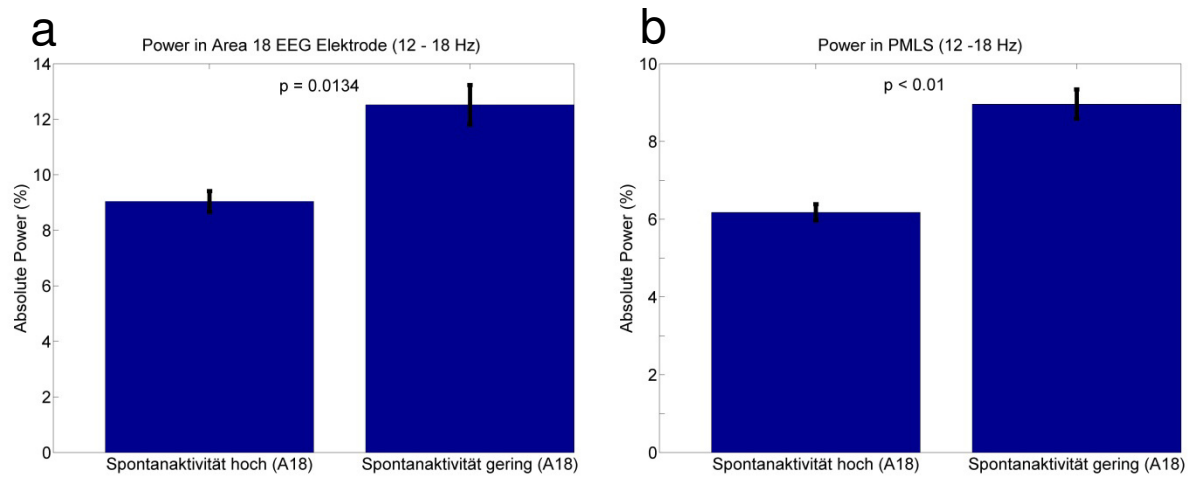 a
Power in Area 18 EEG Elektrode (12 - 18 Hz)
p = 0.0134
Absolute Power (%)
14
12
10
8
6
4
2
0
Spontanaktivität hoch (A18)
Spontanaktivität gering (A18)
b
Power in PMLS (12 -18 Hz)
p < 0.01
Absolute Power (%)
10
8
6
4
2
0
Spontanaktivität hoch (A18)
Spontanaktivität gering (A18)